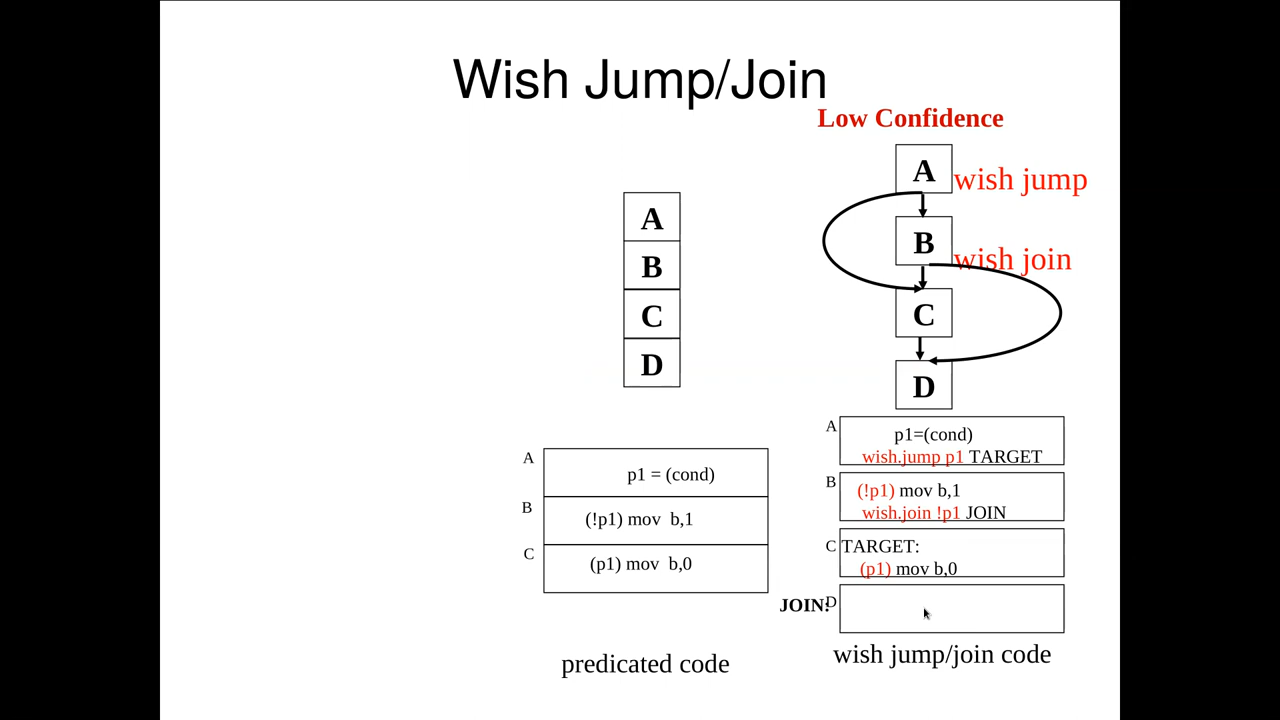 Wish Jump/Join
Low Confidence
A
B
C
D
A
p1 = (cond)
B
(!p1) mov b,1
C
(p1) mov b,0
predicated code
A
wish jump
B
wish join
C
D
A
p1=(cond)
wish.jump p1 TARGET
B
(!p1) mov b,1
wish.join !p1 JOIN
C
TARGET:
(p1) mov b,0
JOIN:
D
wish jump/join code